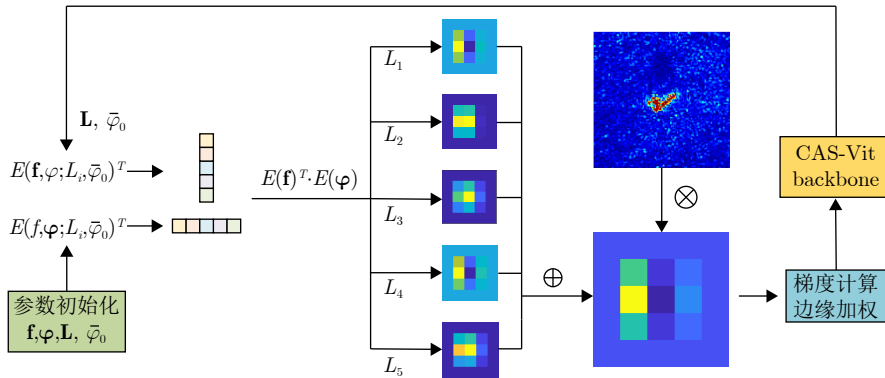 L₁
L, φ̄₀
L₂
E(f,φ;Lᵢ,φ̄₀)ᵀ
E(f)ᵀ·E(φ)
CAS-Vit
backbone
L₃
E(f,φ;Lᵢ,φ̄₀)ᵀ
L₄
参数初始化
f,φ,L, φ̄₀
梯度计算
边缘加权
L₅